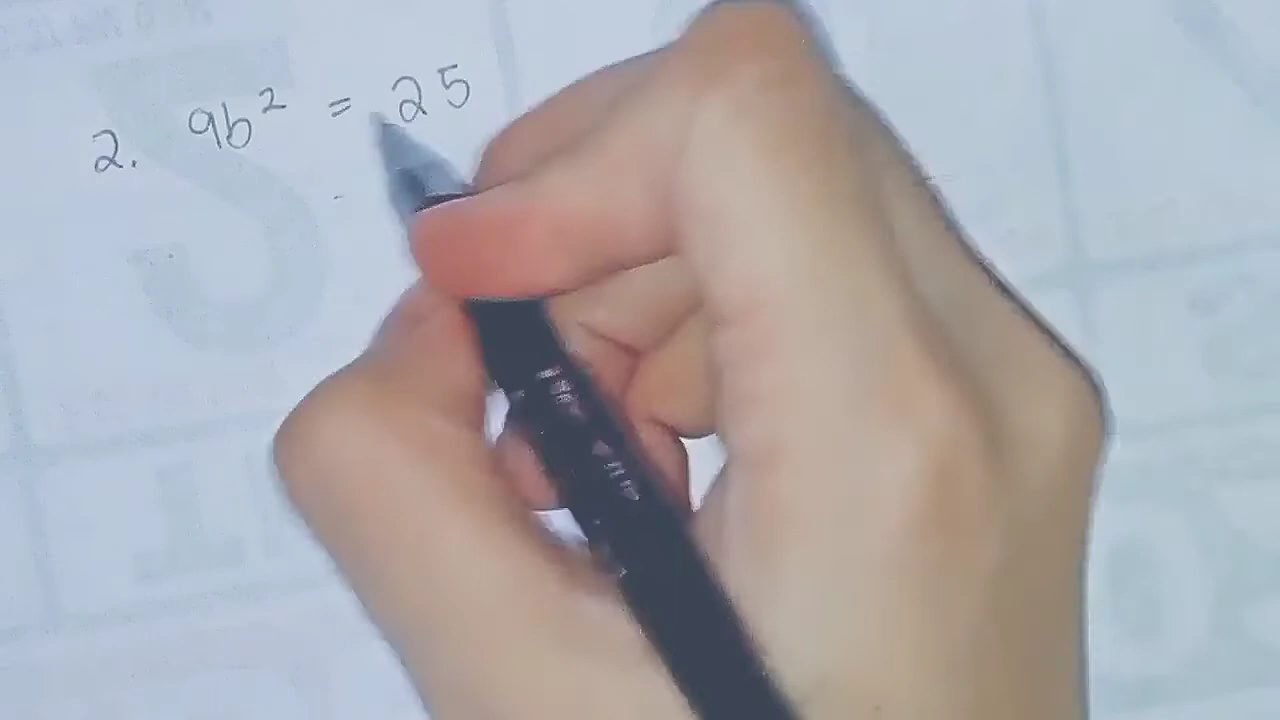 2. 9b² = 25